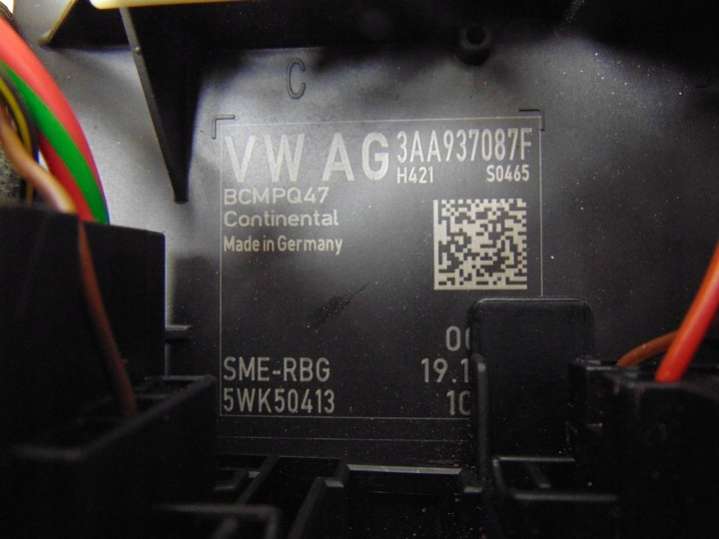 C
VW AG 3AA937087F
H421 S0465
BCMPQ47
Continental
Made in Germany
SME-RBG
5WK50413